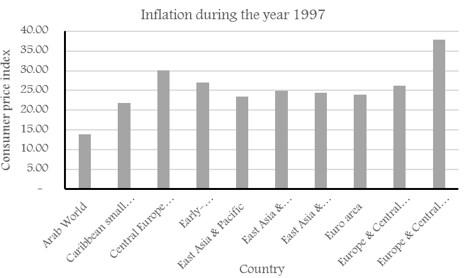 Inflation during the year 1997
Consumer price index
40.00
35.00
30.00
25.00
20.00
15.00
10.00
5.00
-
Arab World
Caribbean small...
Central Europe...
Early-...
East Asia & Pacific
East Asia &...
East Asia &...
Euro area
Europe & Central...
Europe & Central...
Country